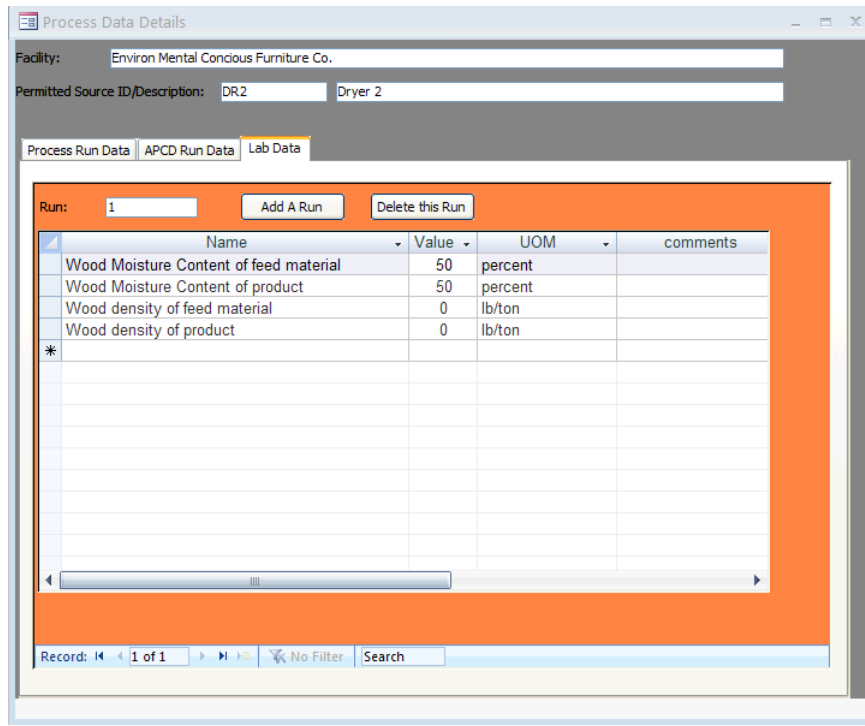 Process Data Details
Facility: Environ Mental Concious Furniture Co.
Permitted Source ID/Description: DR2 Dryer 2
Process Run Data APCD Run Data Lab Data
Run: 1 Add A Run Delete this Run
Name Value UOM comments
Wood Moisture Content of feed material 50 percent
Wood Moisture Content of product 50 percent
Wood density of feed material 0 lb/ton
Wood density of product 0 lb/ton
Record: 1 of 1 No Filter Search